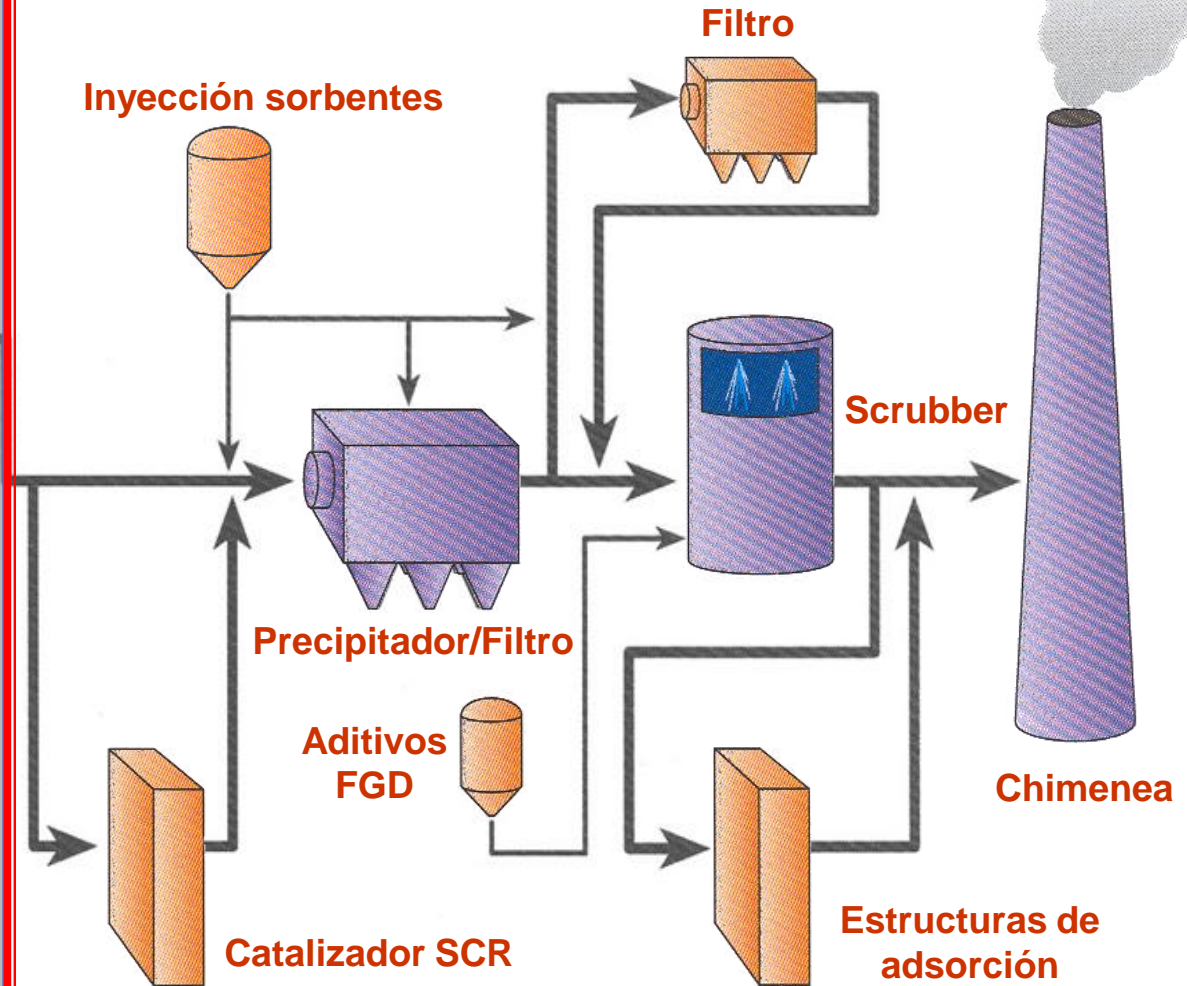 Filtro
Inyección sorbentes
Scrubber
Precipitador/Filtro
Aditivos
FGD
Chimenea
Catalizador SCR
Estructuras de
adsorción